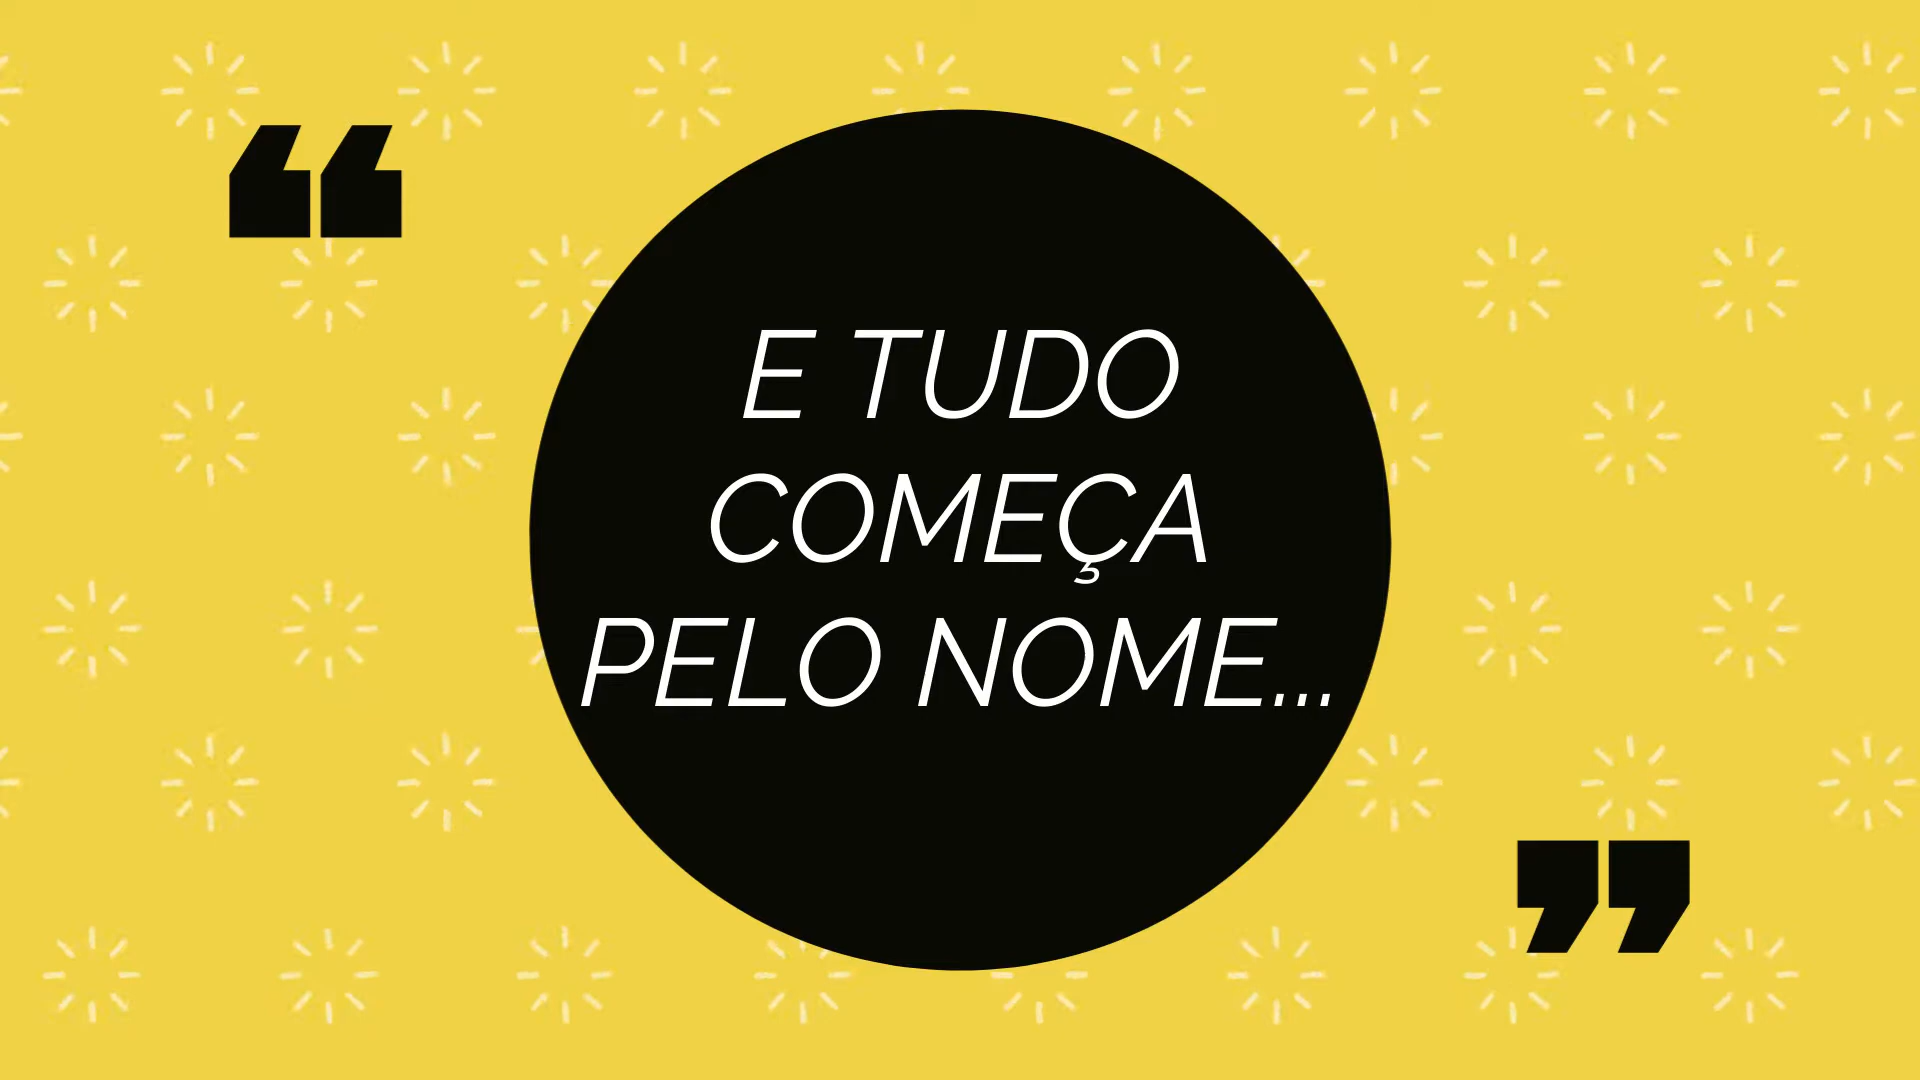 “
E TUDO
COMEÇA
PELO NOME...
”